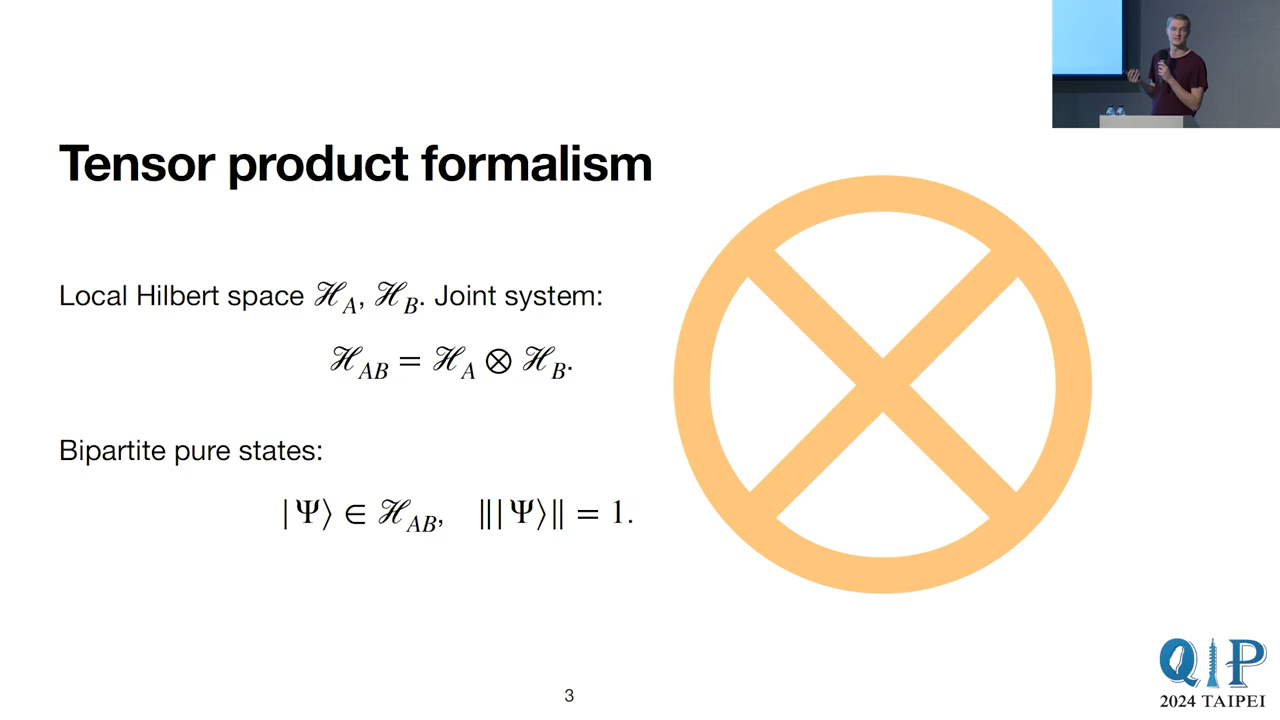 Tensor product formalism
Local Hilbert space ℋ_A, ℋ_B. Joint system:
ℋ_AB = ℋ_A ⊗ ℋ_B.
Bipartite pure states:
|Ψ⟩ ∈ ℋ_AB, ‖|Ψ⟩‖ = 1.
3
QIP
2024 TAIPEI